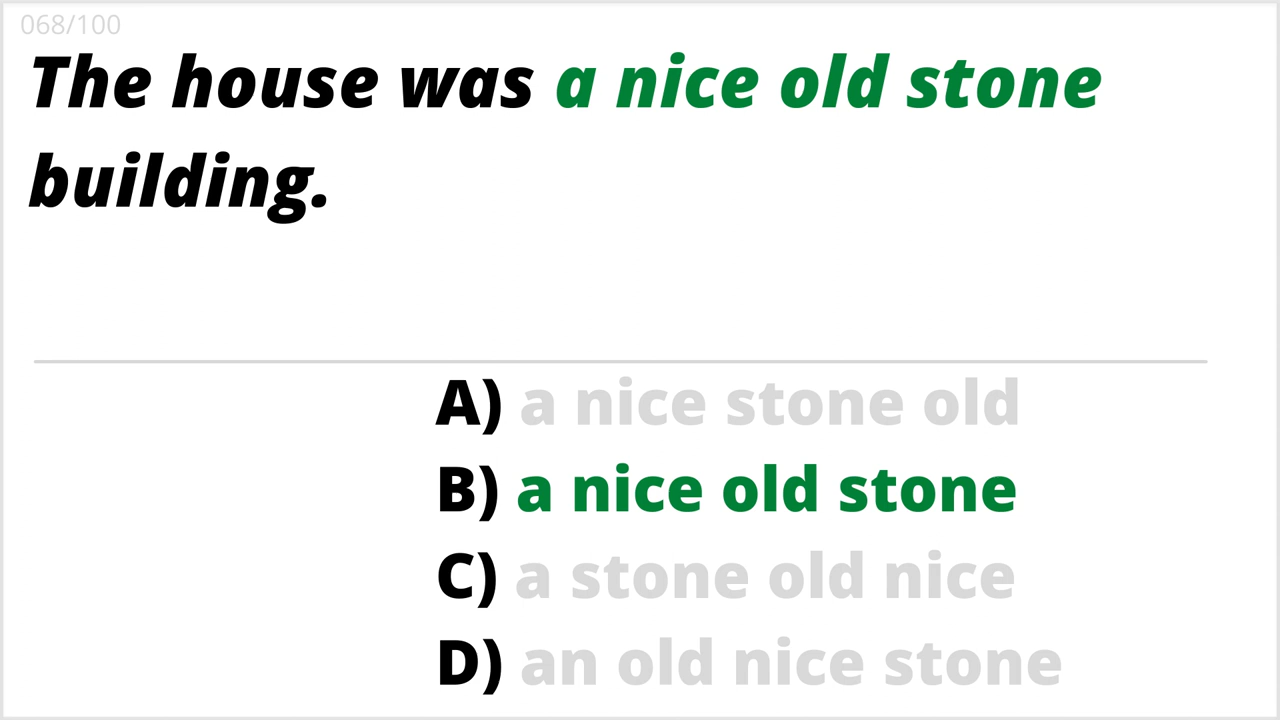 068/100
The house was a nice old stone
building.
A) a nice stone old
B) a nice old stone
C) a stone old nice
D) an old nice stone